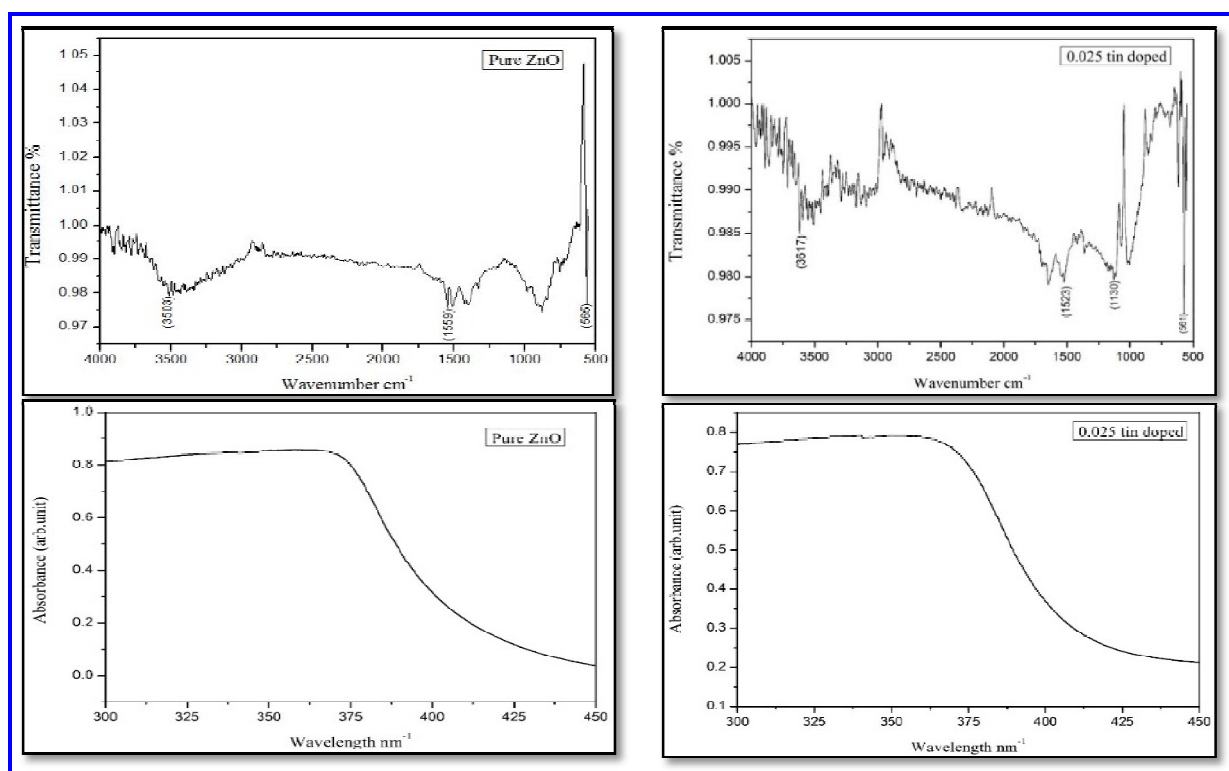 Pure ZnO
1.05
1.04
1.03
1.02
1.01
1.00
0.99
0.98
0.97
Transmittance %
(3503)
(1559)
(565)
4000 3500 3000 2500 2000 1500 1000 500
Wavenumber cm-1
0.025 tin doped
1.005
1.000
0.995
0.990
0.985
0.980
0.975
Transmittance %
(3617)
(1523)
(1130)
(561)
4000 3500 3000 2500 2000 1500 1000 500
Wavenumber cm-1
Pure ZnO
1.0
0.8
0.6
0.4
0.2
0.0
Absorbance (arb.unit)
300 325 350 375 400 425 450
Wavelength nm-1
0.025 tin doped
0.8
0.7
0.6
0.5
0.4
0.3
0.2
0.1
Absorbance (arb.unit)
300 325 350 375 400 425 450
Wavelength nm-1